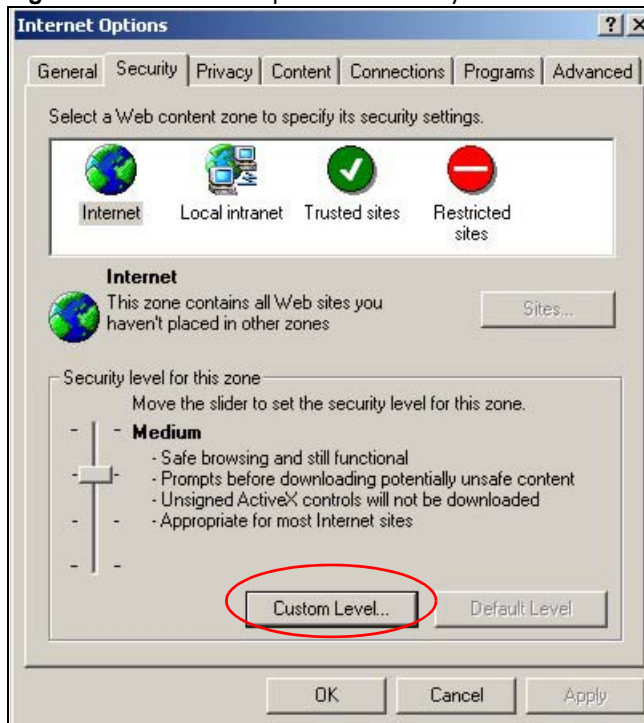 Internet Options
General Security Privacy Content Connections Programs Advanced
Select a Web content zone to specify its security settings.
Internet Local intranet Trusted sites Restricted sites
Internet
This zone contains all Web sites you
haven't placed in other zones
Sites...
Security level for this zone
Move the slider to set the security level for this zone.
Medium
- Safe browsing and still functional
- Prompts before downloading potentially unsafe content
- Unsigned ActiveX controls will not be downloaded
- Appropriate for most Internet sites
Custom Level... Default Level
OK Cancel Apply